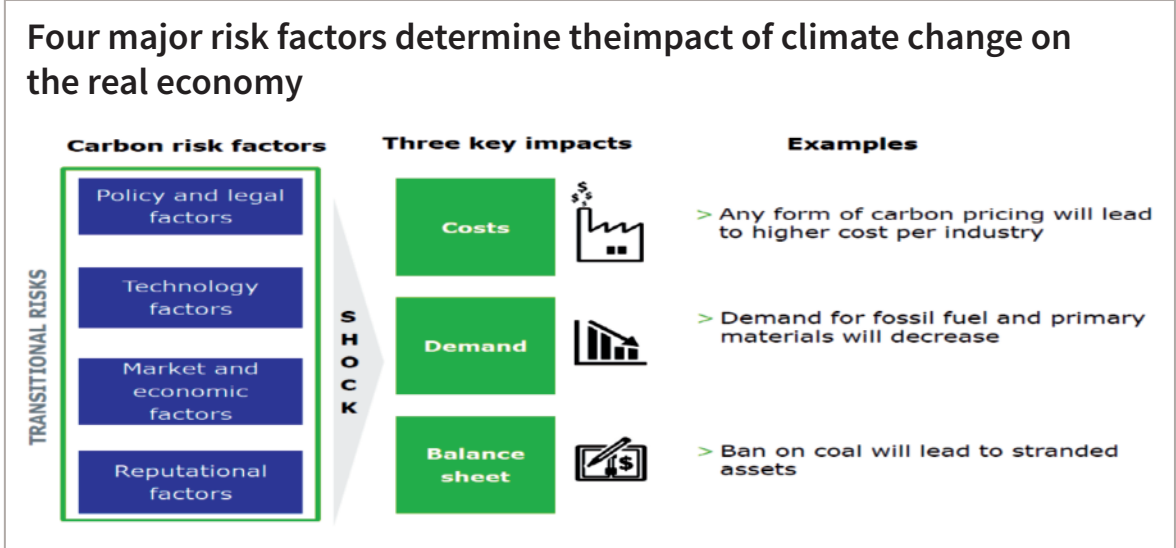 Four major risk factors determine theimpact of climate change on
the real economy
Carbon risk factors
Three key impacts
Examples
TRANSITIONAL RISKS
Policy and legal
factors
Technology
factors
Market and
economic
factors
Reputational
factors
S
H
O
C
K
Costs
$
$
$
$
> Any form of carbon pricing will lead
to higher cost per industry
Demand
> Demand for fossil fuel and primary
materials will decrease
Balance
sheet
$
> Ban on coal will lead to stranded
assets